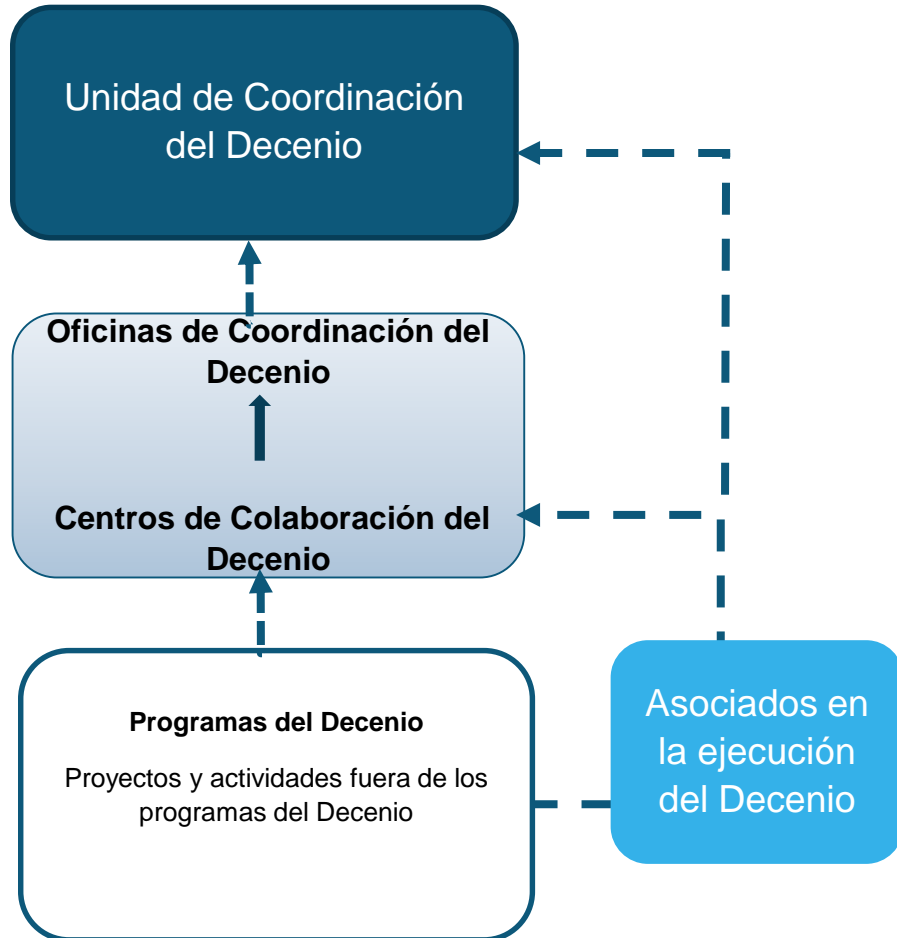 Unidad de Coordinación
del Decenio
Oficinas de Coordinación del
Decenio
Centros de Colaboración del
Decenio
Programas del Decenio
Proyectos y actividades fuera de los
programas del Decenio
Asociados en
la ejecución
del Decenio